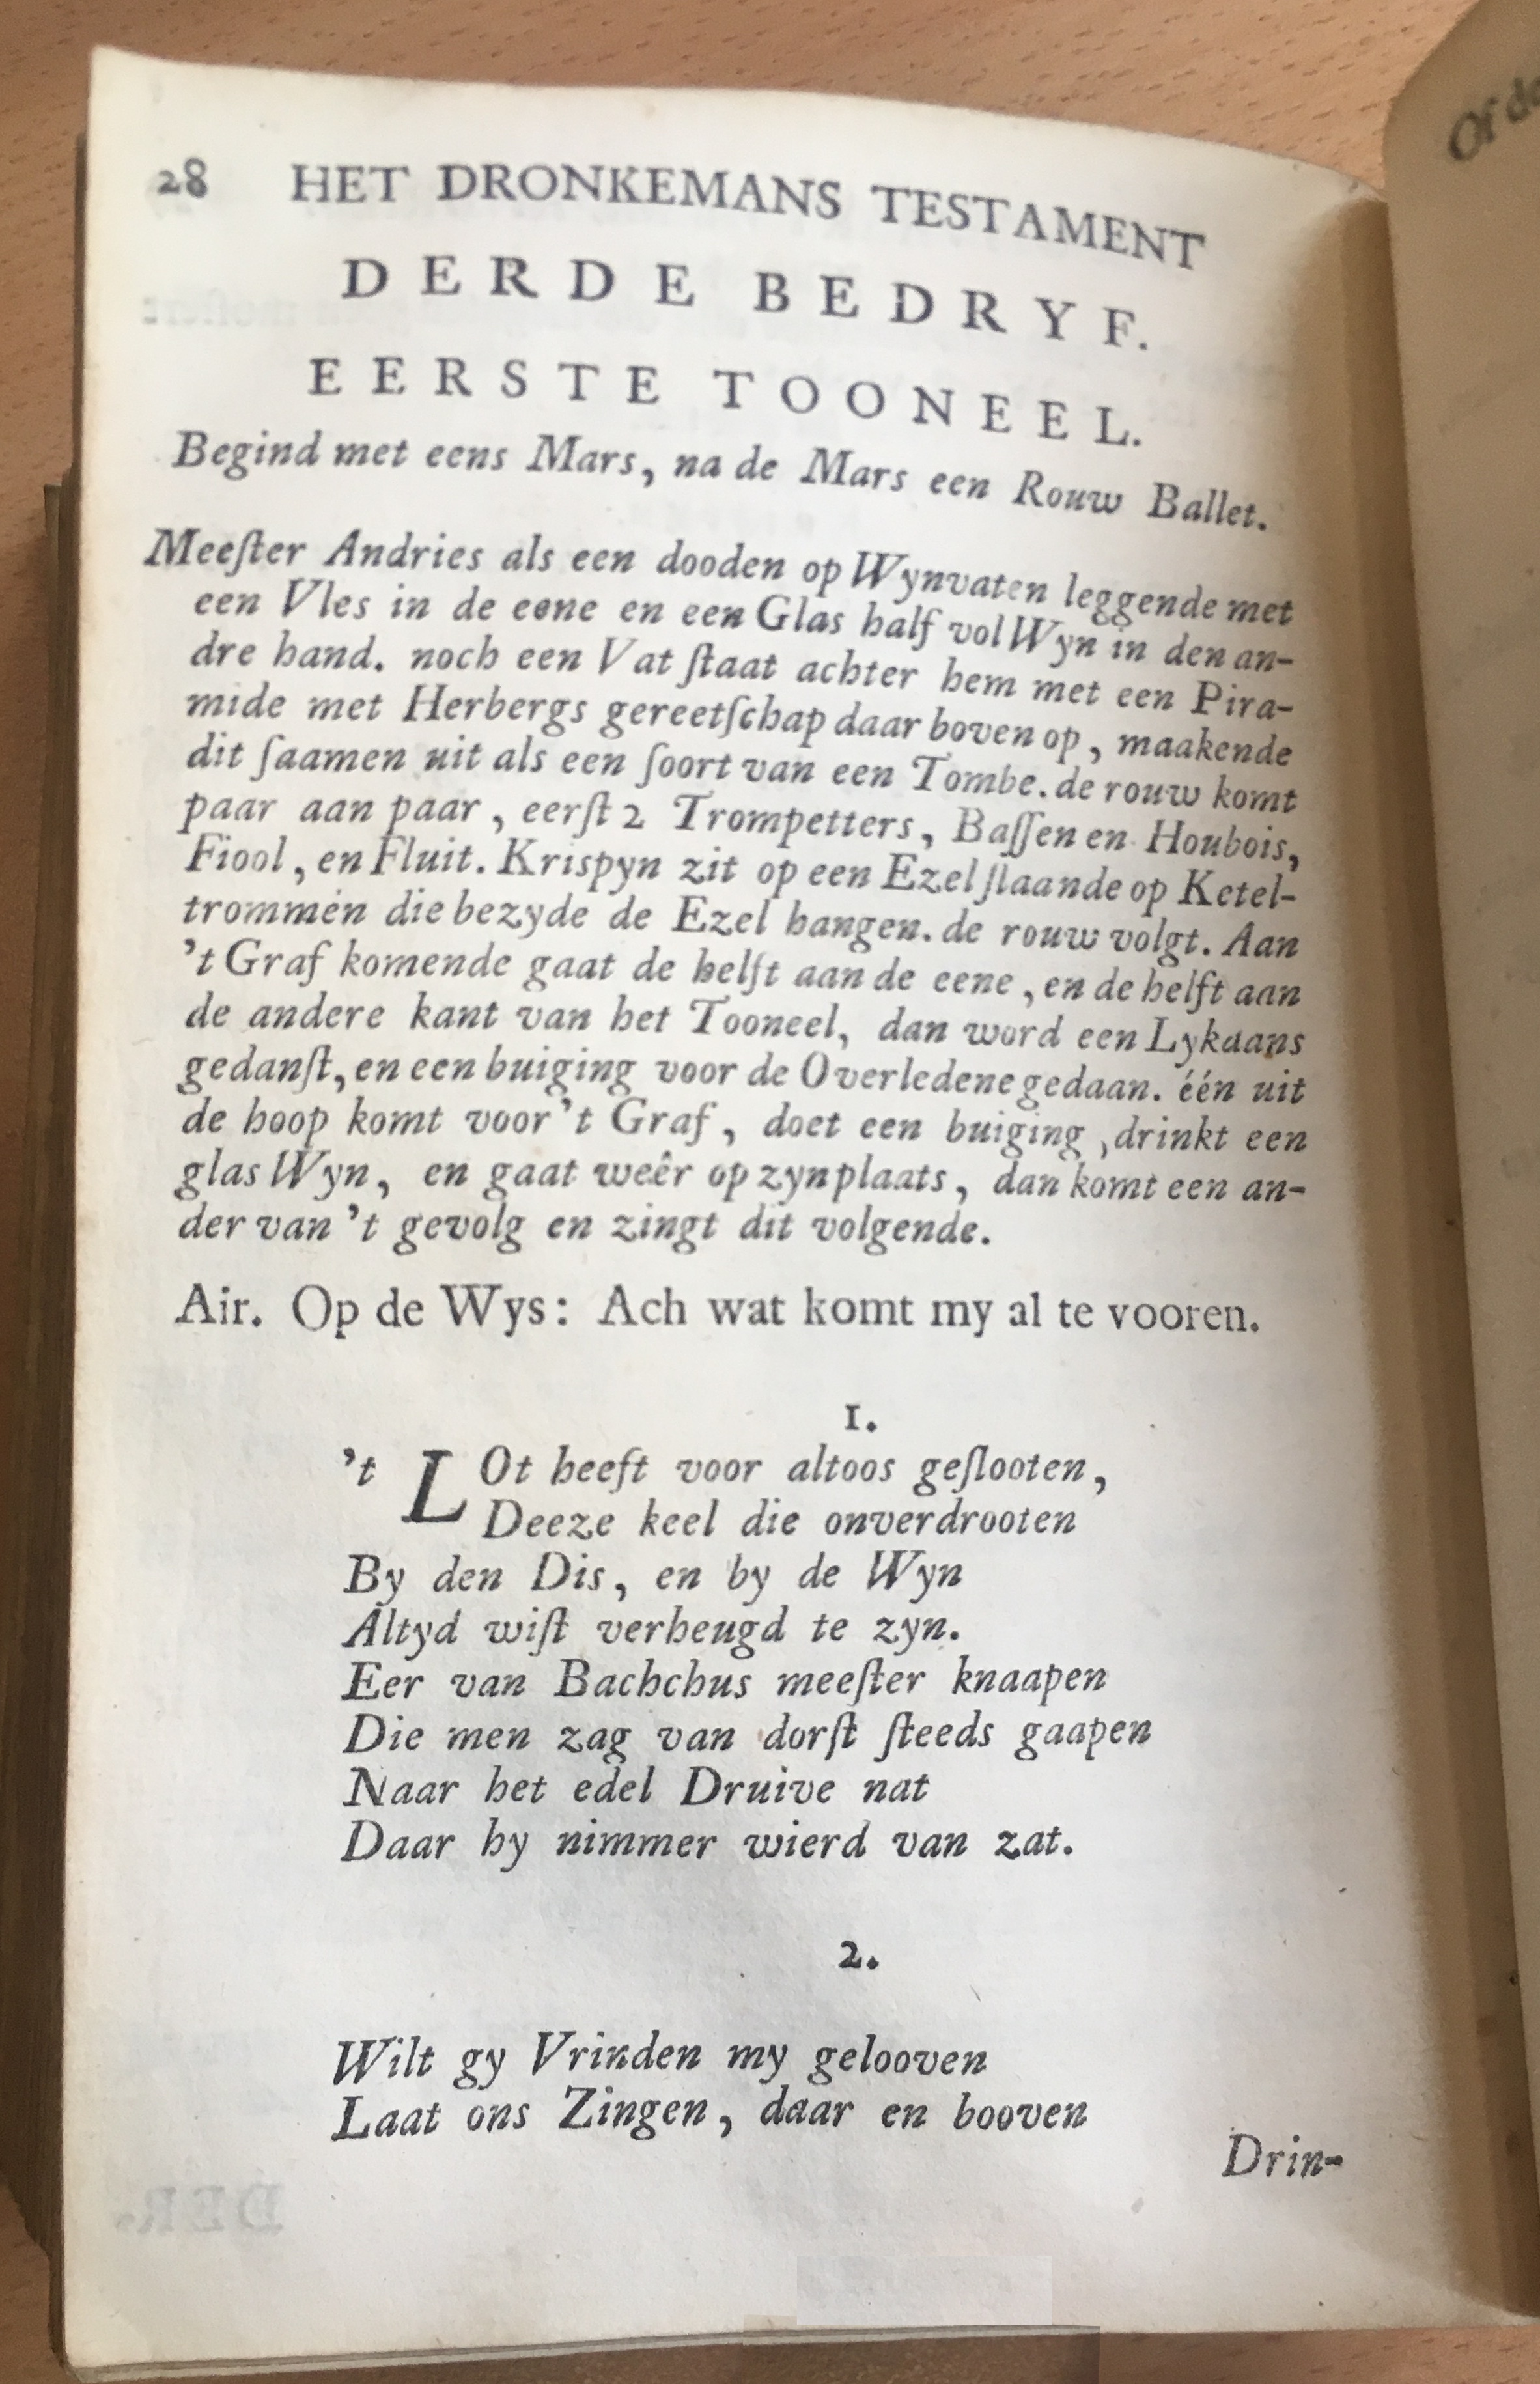 28 HET DRONKEMANS TESTAMENT
DERDE BEDRYF.
EERSTE TOONEEL.
Begind met eens Mars, na de Mars een Rouw Ballet.
Meeſter Andries als een dooden op Wynvaten leggende met
een Vles in de eene en een Glas half vol Wyn in den an-
dre hand. noch een Vat ſtaat achter hem met een Pira-
mide met Herbergs gereetſchap daar boven op, maakende
dit ſaamen uit als een ſoort van een Tombe. de rouw komt
paar aan paar, eerſt 2 Trompetters, Baſſen en Houbois,
Fiool, en Fluit. Krispyn zit op een Ezel ſlaande op Ketel-
trommen die bezyde de Ezel hangen. de rouw volgt. Aan
't Graf komende gaat de helft aan de eene, en de helft aan
de andere kant van het Tooneel, dan word een Lykdans
gedanſt, en een buiging voor de Overledene gedaan. één uit
de hoop komt voor 't Graf, doet een buiging, drinkt een
glas Wyn, en gaat weêr op zyn plaats, dan komt een an-
der van 't gevolg en zingt dit volgende.
Air. Op de Wys: Ach wat komt my al te vooren.
1.
't LOt heeft voor altoos geſlooten,
Deeze keel die onverdrooten
By den Dis, en by de Wyn
Altyd wiſt verheugd te zyn.
Eer van Bachchus meeſter knaapen
Die men zag van dorſt ſteeds gaapen
Naar het edel Druive nat
Daar hy nimmer wierd van zat.
2.
Wilt gy Vrinden my gelooven
Laat ons Zingen, daar en booven
Drin-
DER.
Of de